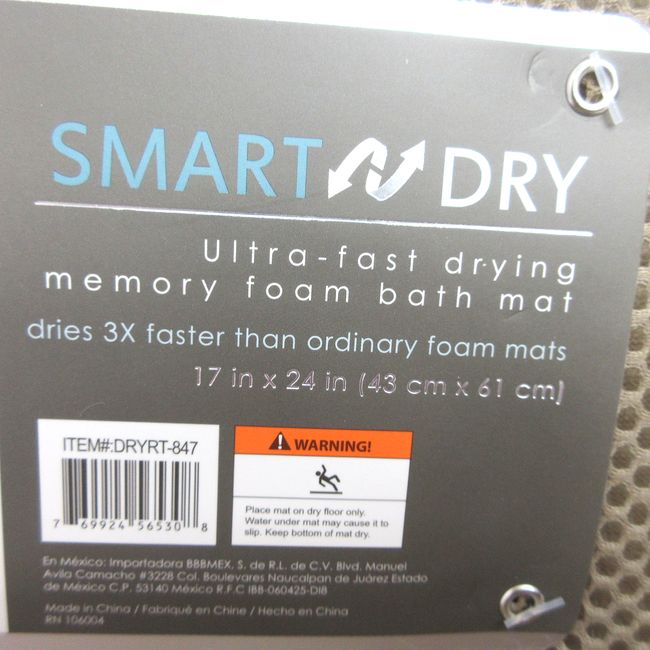 SMART DRY
Ultra-fast drying
memory foam bath mat
dries 3X faster than ordinary foam mats
17 in x 24 in (43 cm x 61 cm)
ITEM#:DRYRT-847
7 69924 56530 8
WARNING!
Place mat on dry floor only.
Water under mat may cause it to
slip. Keep bottom of mat dry.
En México: Importadora BBBMEX, S. de R.L. de C.V. Blvd. Manuel
Avila Camacho #3228 Col. Boulevares Naucalpan de Juárez Estado
de México C.P. 53140 México R.F.C IBB-060425-DI8
Made in China / Fabriqué en Chine / Hecho en China
RN 106004